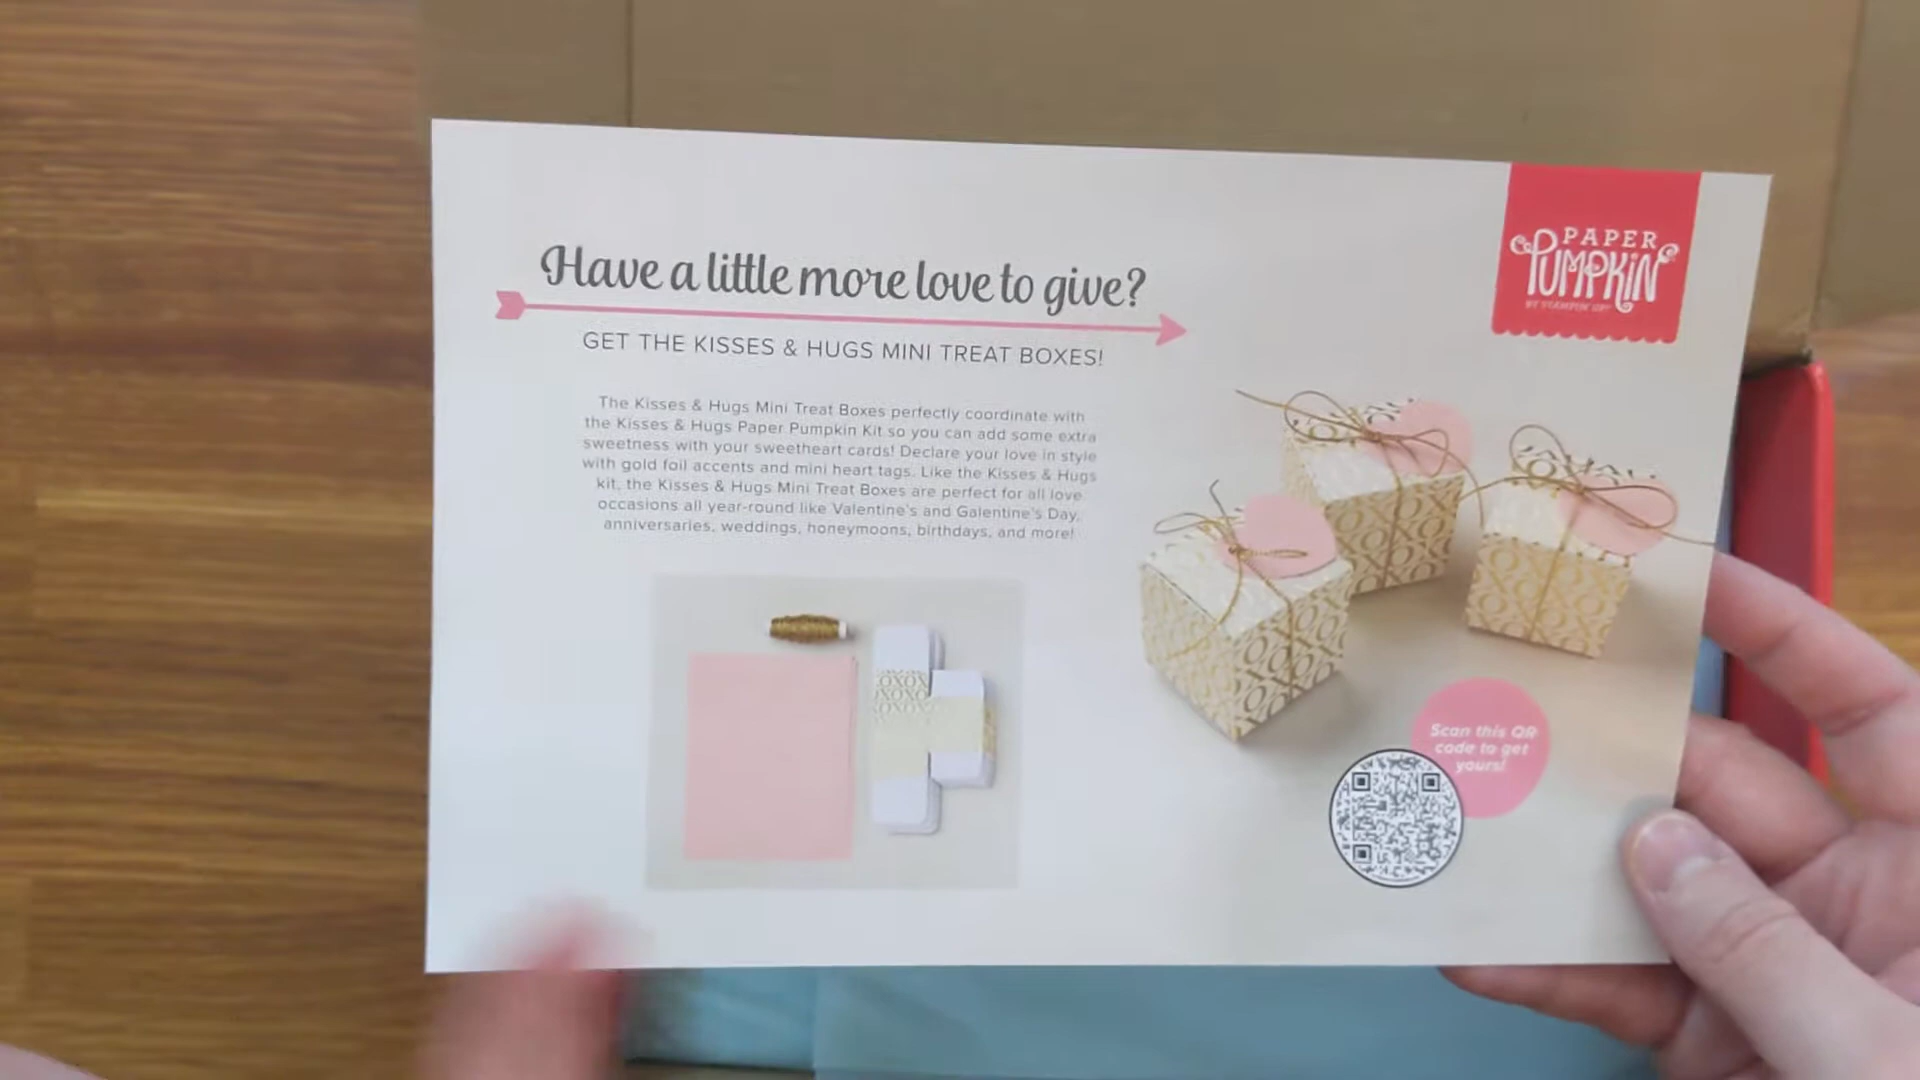 Have a little more love to give?
GET THE KISSES & HUGS MINI TREAT BOXES!
The Kisses & Hugs Mini Treat Boxes perfectly coordinate with
the Kisses & Hugs Paper Pumpkin Kit so you can add some extra
sweetness with your sweetheart cards! Declare your love in style
with gold foil accents and mini heart tags. Like the Kisses & Hugs
kit, the Kisses & Hugs Mini Treat Boxes are perfect for all love
occasions all year-round like Valentine's and Galentine's Day,
anniversaries, weddings, honeymoons, birthdays, and more!
PAPER
PUMPKIN
BY STAMPIN' UP!
Scan this QR
code to get
yours!